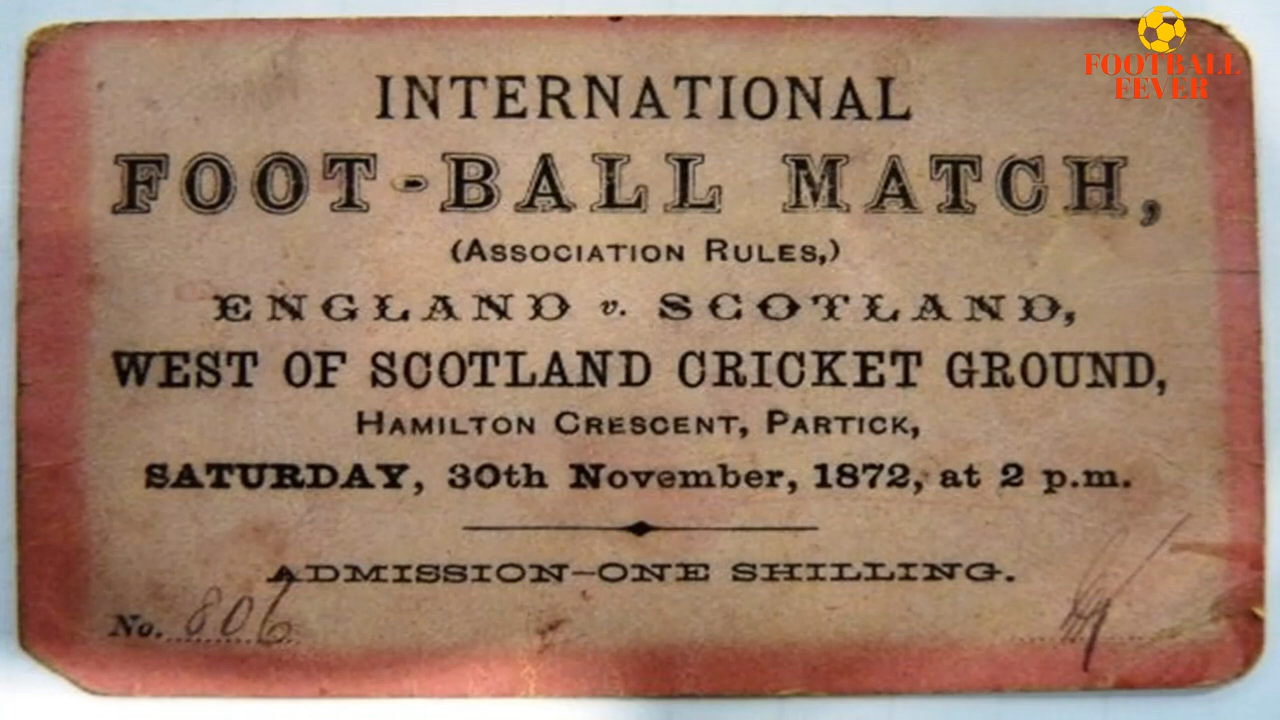 FOOTBALL
FEVER
INTERNATIONAL
FOOT-BALL MATCH,
(ASSOCIATION RULES,)
ENGLAND v. SCOTLAND,
WEST OF SCOTLAND CRICKET GROUND,
HAMILTON CRESCENT, PARTICK,
SATURDAY, 30th November, 1872, at 2 p.m.
ADMISSION—ONE SHILLING.
No. 806